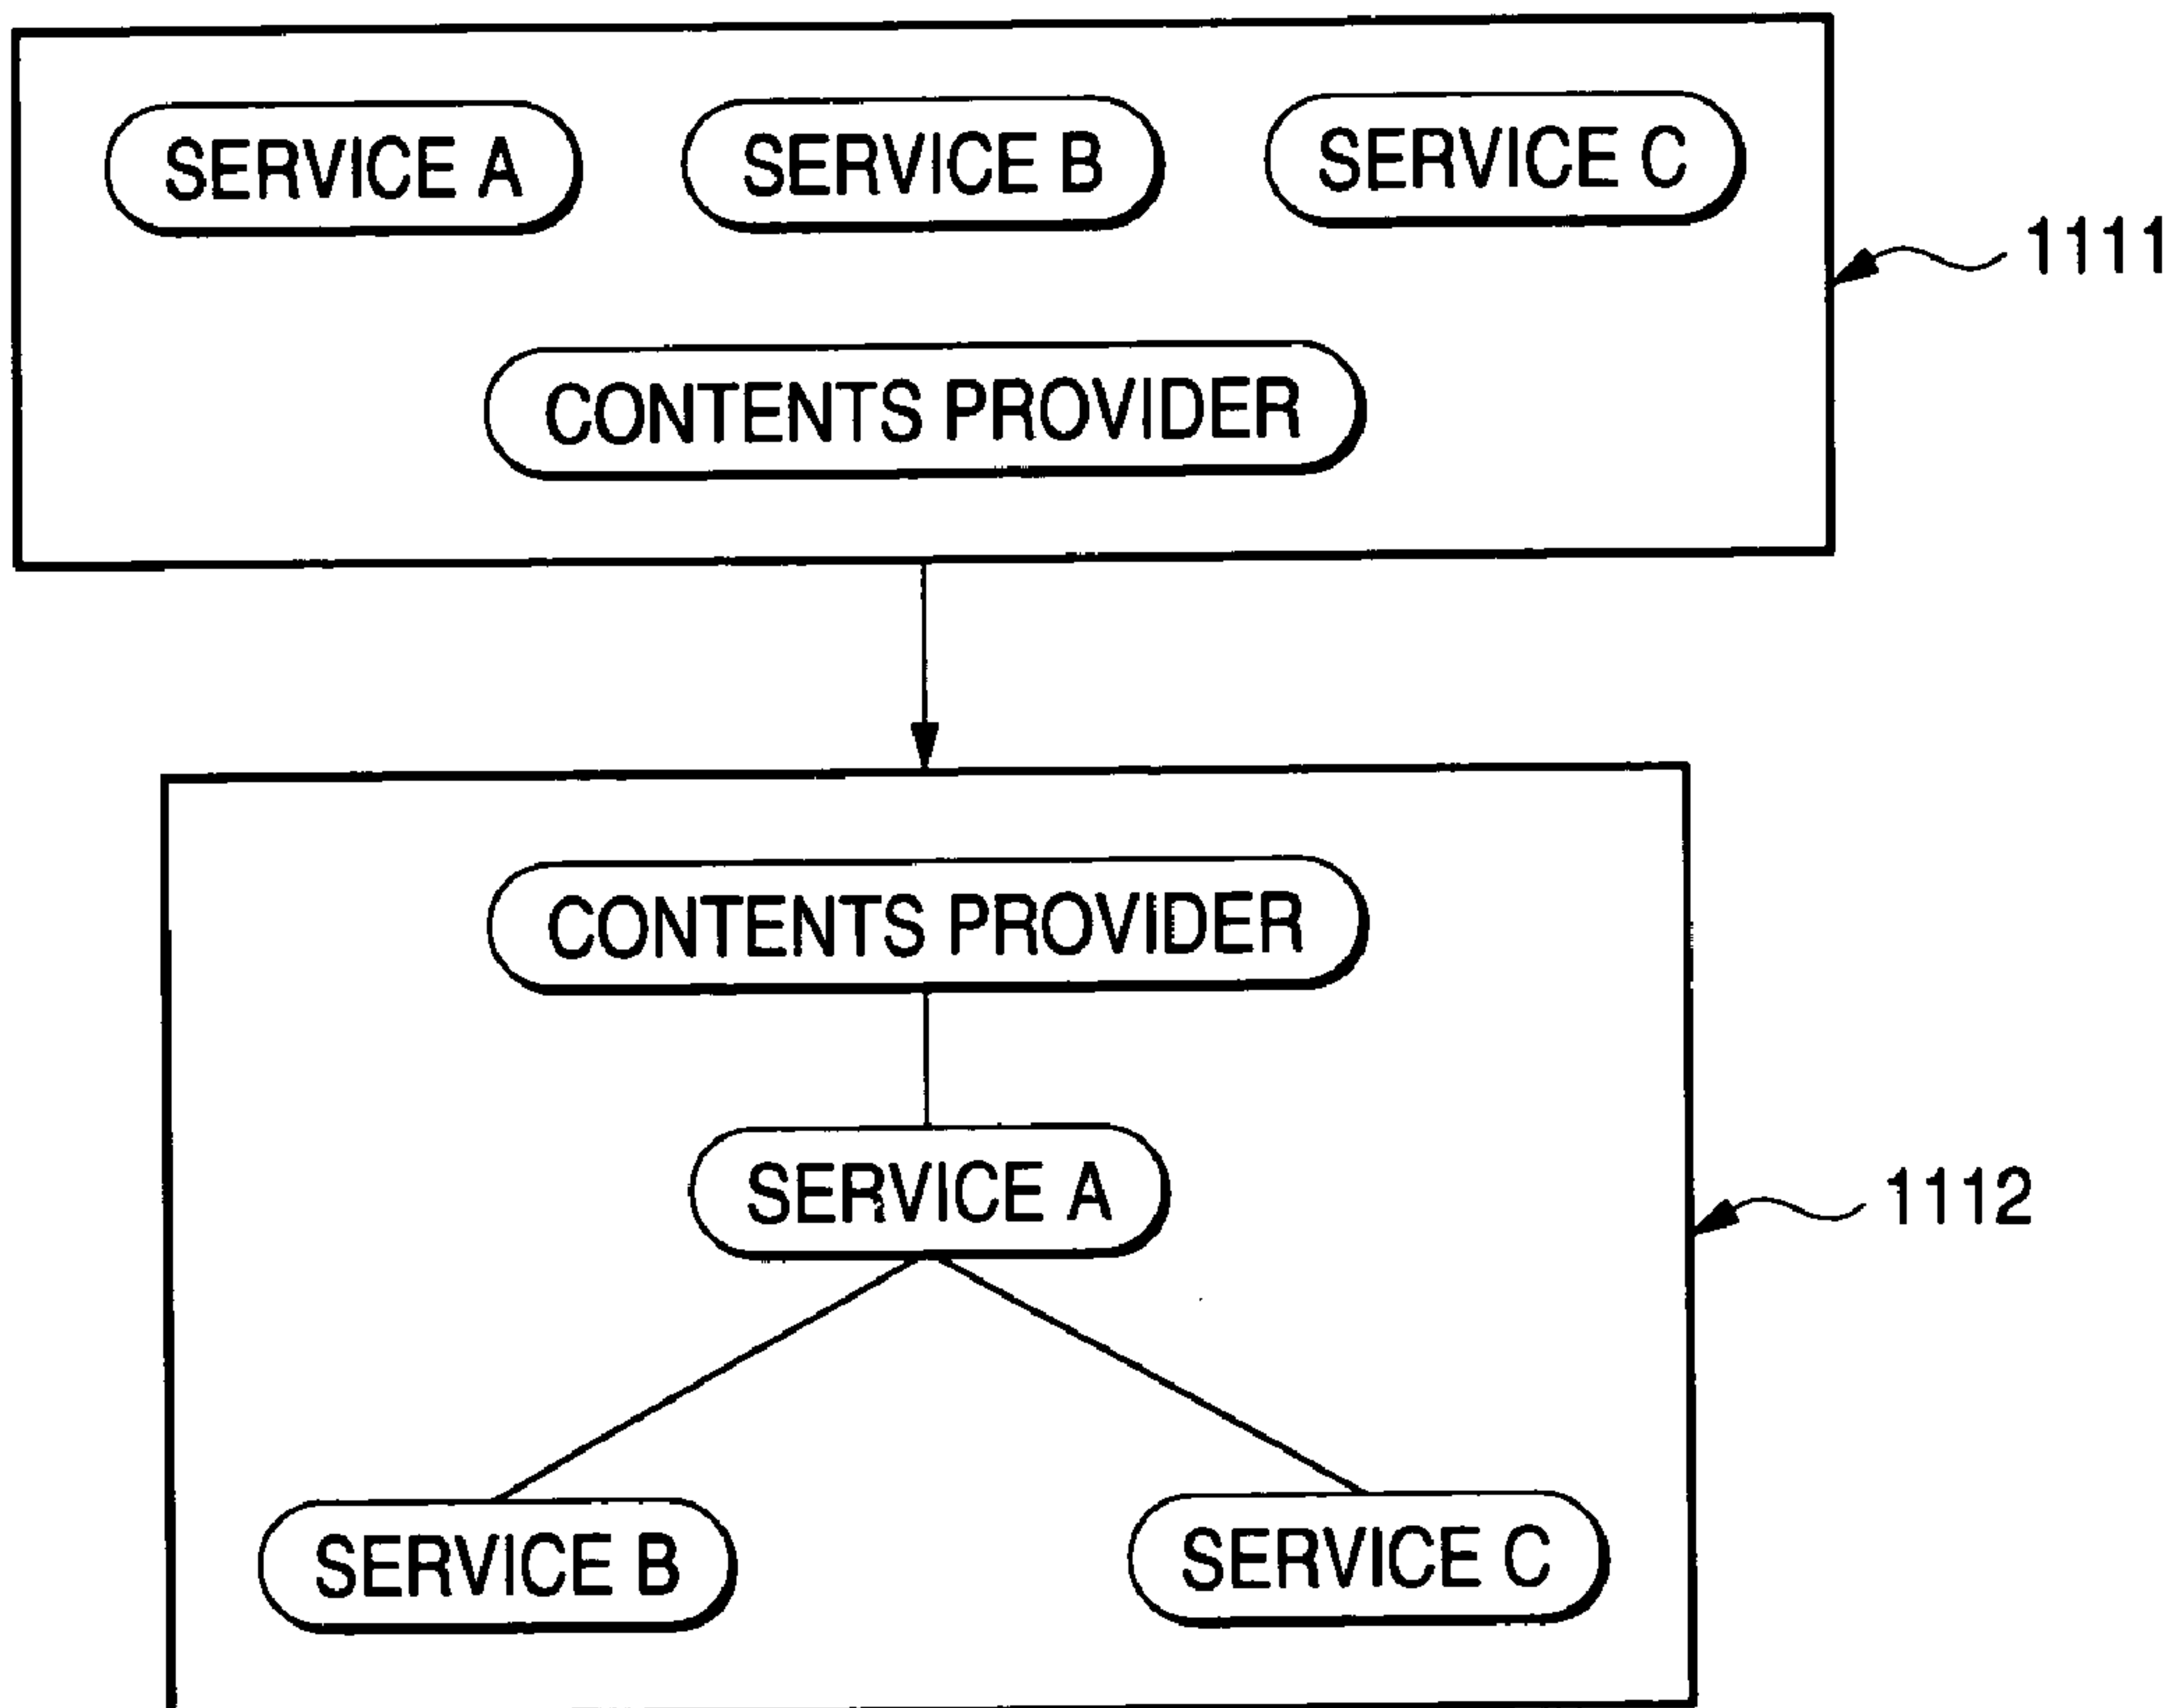 SERVICE A
SERVICE B
SERVICE C
1111
CONTENTS PROVIDER
CONTENTS PROVIDER
SERVICE A
1112
SERVICE B
SERVICE C